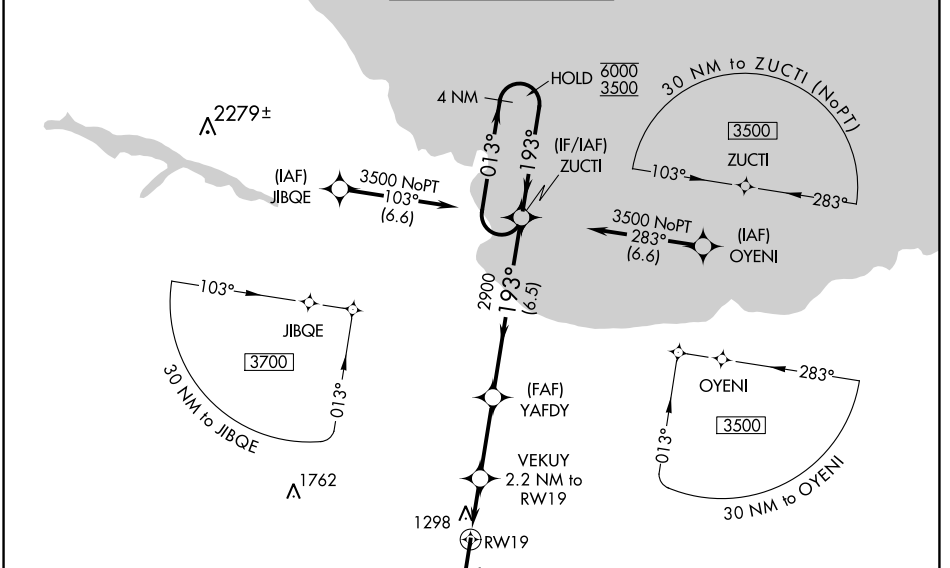 HOLD 6000
3500
4 NM
013°
193°
30 NM to ZUCTI (NoPT)
3500
ZUCTI
103°
283°
2279±
(IF/IAF)
ZUCTI
(IAF)
JIBQE
3500 NoPT
103°
(6.6)
3500 NoPT
283°
(6.6)
(IAF)
OYENI
2900
193°
(6.5)
103°
JIBQE
3700
013°
30 NM to JIBQE
283°
OYENI
3500
013°
30 NM to OYENI
(FAF)
YAFDY
VEKUY
2.2 NM to
RW19
1762
1298
RW19